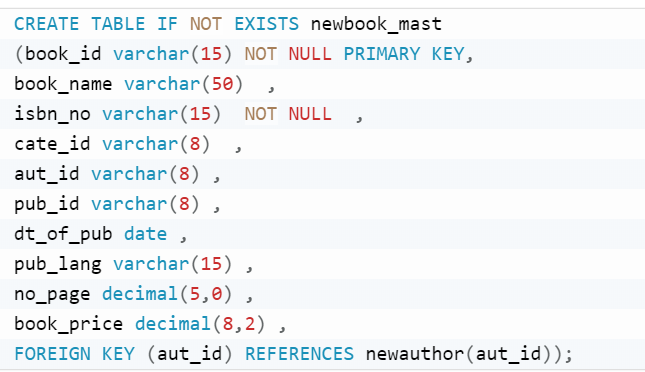 CREATE TABLE IF NOT EXISTS newbook_mast
(book_id varchar(15) NOT NULL PRIMARY KEY,
book_name varchar(50)  ,
isbn_no varchar(15)  NOT NULL  ,
cate_id varchar(8)  ,
aut_id varchar(8) ,
pub_id varchar(8) ,
dt_of_pub date ,
pub_lang varchar(15) ,
no_page decimal(5,0) ,
book_price decimal(8,2) ,
FOREIGN KEY (aut_id) REFERENCES newauthor(aut_id));